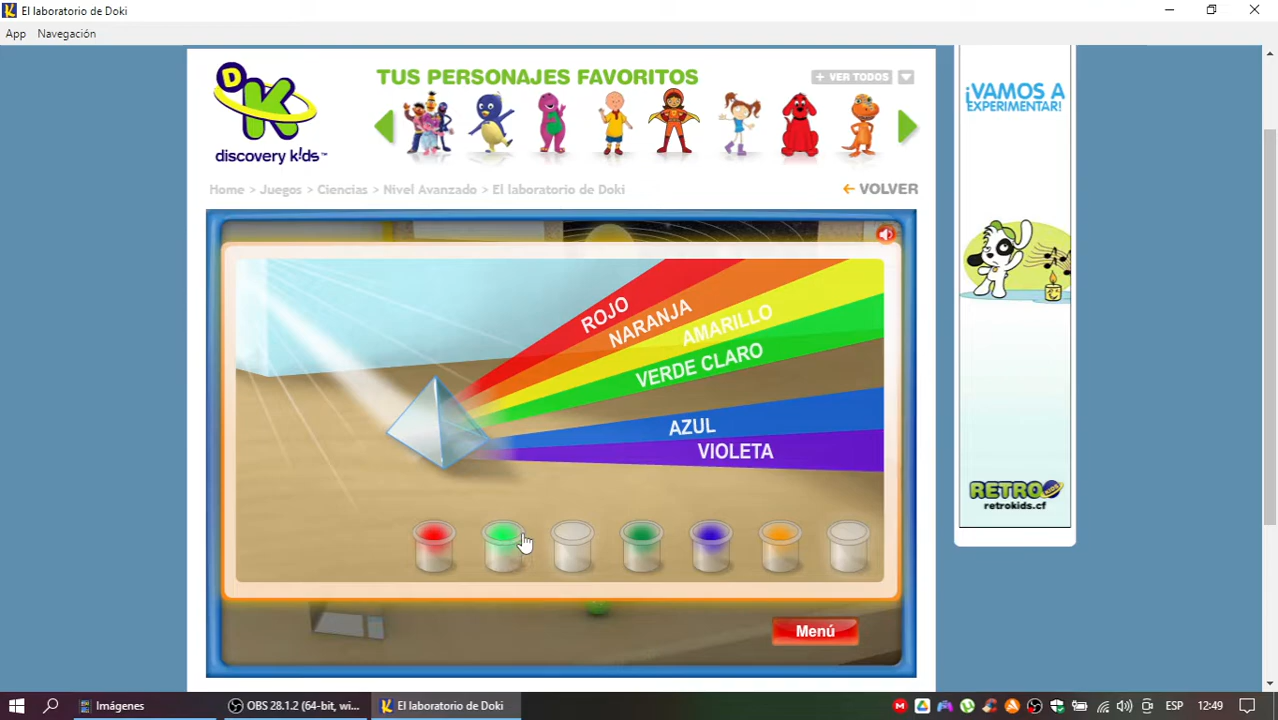 El laboratorio de Doki
App Navegación
D K
discovery k!ds™
TUS PERSONAJES FAVORITOS
+ VER TODOS
Home > Juegos > Ciencias > Nivel Avanzado > El laboratorio de Doki
VOLVER
ROJO
NARANJA
AMARILLO
VERDE CLARO
AZUL
VIOLETA
Menú
¡VAMOS A
EXPERIMENTAR!
RETRO
retrokids.cf
Imágenes
OBS 28.1.2 (64-bit, wi...
El laboratorio de Doki
ESP
12:49